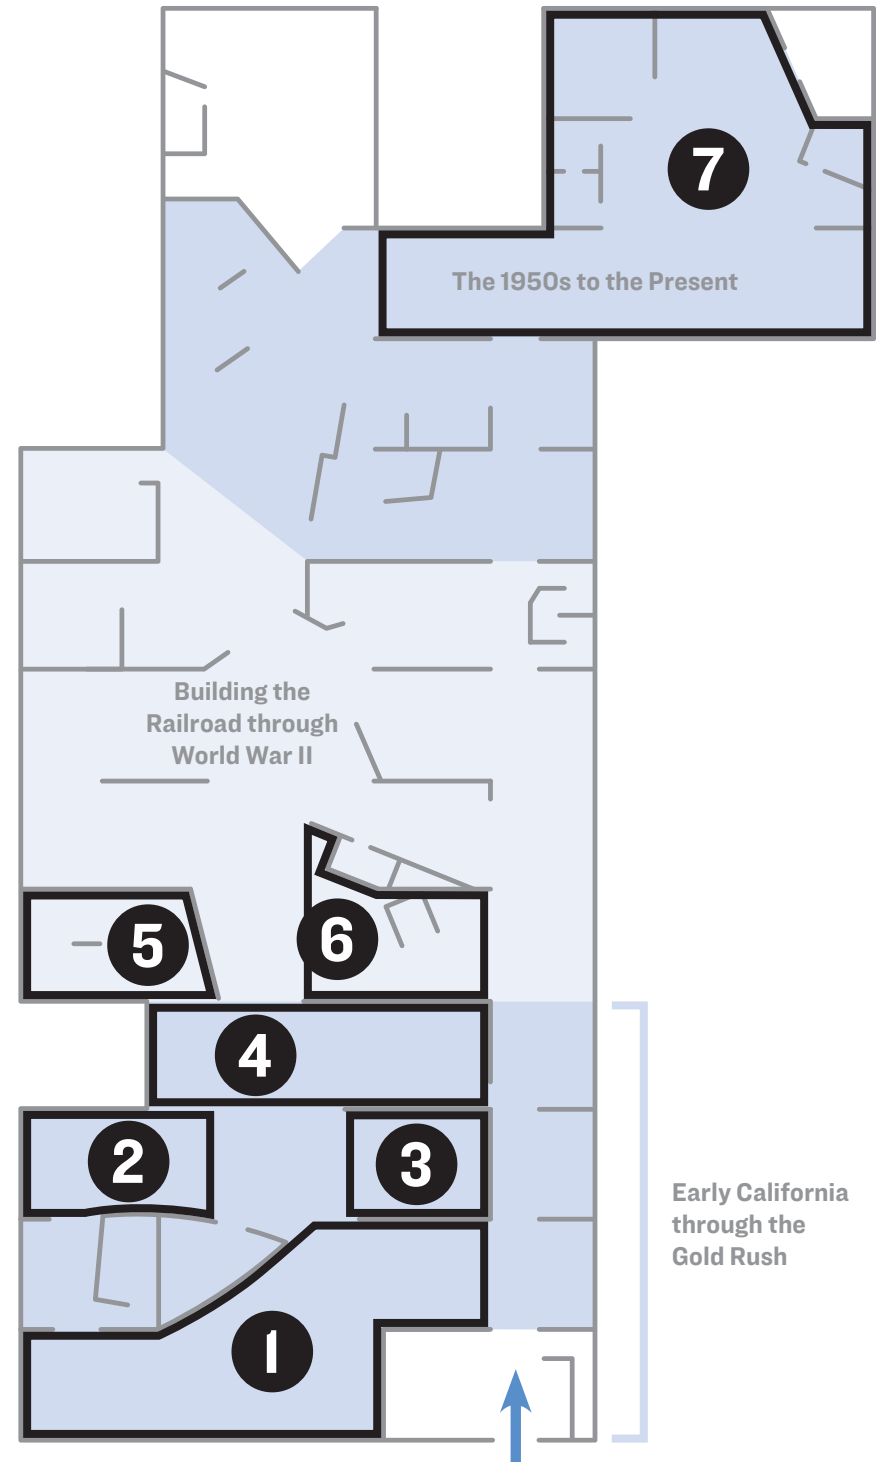 7
The 1950s to the Present
Building the
Railroad through
World War II
5
6
4
2
3
Early California
through the
Gold Rush
1